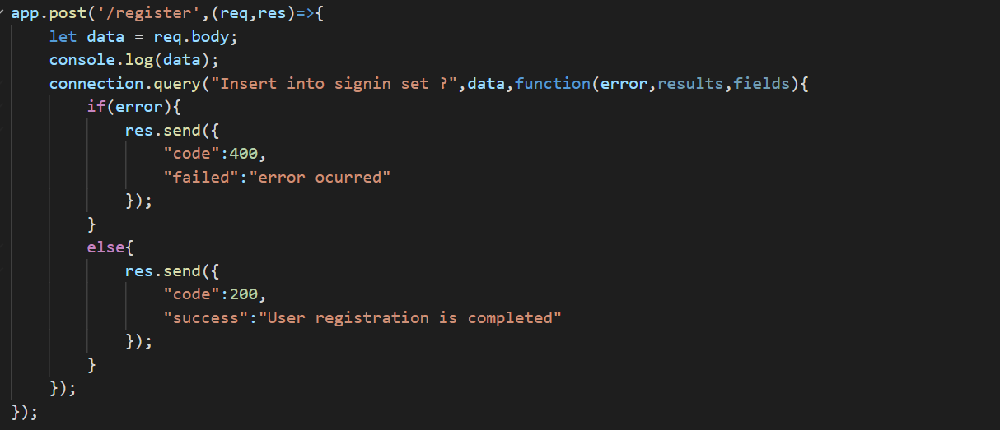 app.post('/register',(req,res)=>{
    let data = req.body;
    console.log(data);
    connection.query("Insert into signin set ?",data,function(error,results,fields){
        if(error){
            res.send({
                "code":400,
                "failed":"error ocurred"
            });
        }
        else{
            res.send({
                "code":200,
                "success":"User registration is completed"
            });
        }
    });
});